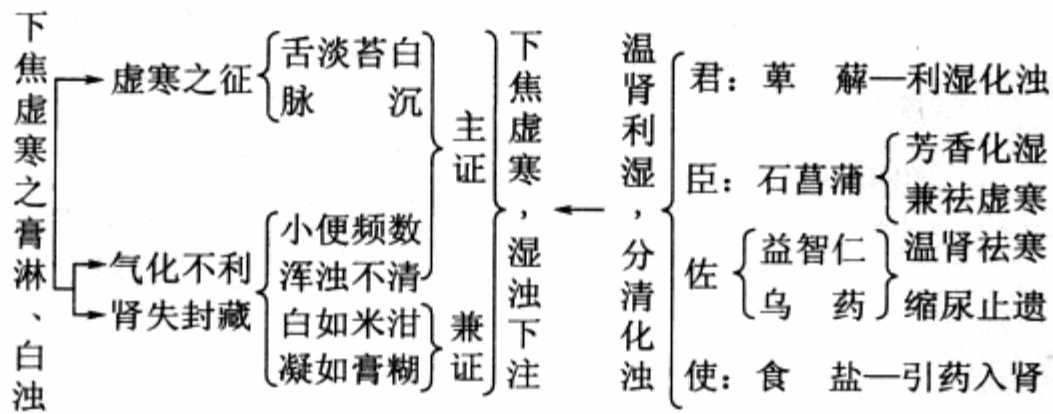 下焦虚寒之膏淋、白浊
虚寒之征
舌淡苔白
脉 沉
气化不利
肾失封藏
小便频数
浑浊不清
白如米泔
凝如膏糊
主证
兼证
下焦虚寒，湿浊下注
温肾利湿，分清化浊
君：萆 薢—利湿化浊
臣：石菖蒲
芳香化湿
兼祛虚寒
佐
益智仁
乌 药
温肾祛寒
缩尿止遗
使：食 盐—引药入肾